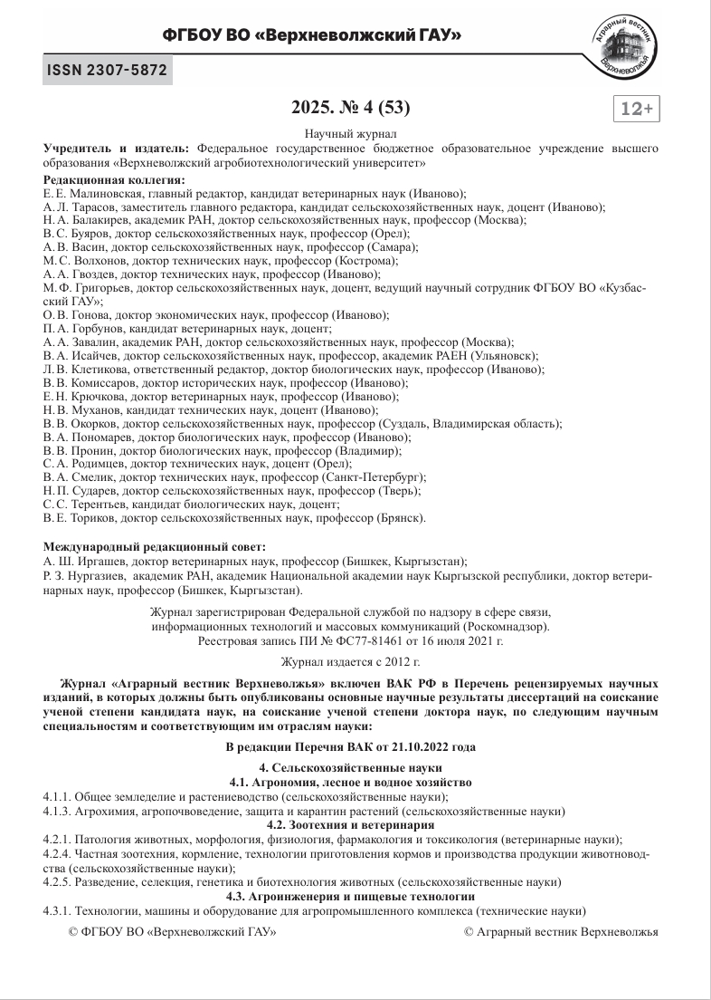 ФГБОУ ВО «Верхневолжский ГАУ»
Аграрный вестник
Верхневолжья
ISSN 2307-5872
2025. № 4 (53)
12+
Научный журнал
Учредитель и издатель: Федеральное государственное бюджетное образовательное учреждение высшего
образования «Верхневолжский агробиотехнологический университет»
Редакционная коллегия:
Е. Е. Малиновская, главный редактор, кандидат ветеринарных наук (Иваново);
А. Л. Тарасов, заместитель главного редактора, кандидат сельскохозяйственных наук, доцент (Иваново);
Н. А. Балакирев, академик РАН, доктор сельскохозяйственных наук, профессор (Москва);
В. С. Буяров, доктор сельскохозяйственных наук, профессор (Орел);
А. В. Васин, доктор сельскохозяйственных наук, профессор (Самара);
М. С. Волхонов, доктор технических наук, профессор (Кострома);
А. А. Гвоздев, доктор технических наук, профессор (Иваново);
М. Ф. Григорьев, доктор сельскохозяйственных наук, доцент, ведущий научный сотрудник ФГБОУ ВО «Кузбас-
ский ГАУ»;
О. В. Гонова, доктор экономических наук, профессор (Иваново);
П. А. Горбунов, кандидат ветеринарных наук, доцент;
А. А. Завалин, академик РАН, доктор сельскохозяйственных наук, профессор (Москва);
В. А. Исайчев, доктор сельскохозяйственных наук, профессор, академик РАЕН (Ульяновск);
Л. В. Клетикова, ответственный редактор, доктор биологических наук, профессор (Иваново);
В. В. Комиссаров, доктор исторических наук, профессор (Иваново);
Е. Н. Крючкова, доктор ветеринарных наук, профессор (Иваново);
Н. В. Муханов, кандидат технических наук, доцент (Иваново);
В. В. Окорков, доктор сельскохозяйственных наук, профессор (Суздаль, Владимирская область);
В. А. Пономарев, доктор биологических наук, профессор (Иваново);
В. В. Пронин, доктор биологических наук, профессор (Владимир);
С. А. Родимцев, доктор технических наук, доцент (Орел);
В. А. Смелик, доктор технических наук, профессор (Санкт-Петербург);
Н. П. Сударев, доктор сельскохозяйственных наук, профессор (Тверь);
С. С. Терентьев, кандидат биологических наук, доцент;
В. Е. Ториков, доктор сельскохозяйственных наук, профессор (Брянск).
Международный редакционный совет:
А. Ш. Иргашев, доктор ветеринарных наук, профессор (Бишкек, Кыргызстан);
Р. З. Нургазиев, академик РАН, академик Национальной академии наук Кыргызской республики, доктор ветери-
нарных наук, профессор (Бишкек, Кыргызстан).
Журнал зарегистрирован Федеральной службой по надзору в сфере связи,
информационных технологий и массовых коммуникаций (Роскомнадзор).
Реестровая запись ПИ № ФС77-81461 от 16 июля 2021 г.
Журнал издается с 2012 г.
Журнал «Аграрный вестник Верхневолжья» включен ВАК РФ в Перечень рецензируемых научных
изданий, в которых должны быть опубликованы основные научные результаты диссертаций на соискание
ученой степени кандидата наук, на соискание ученой степени доктора наук, по следующим научным
специальностям и соответствующим им отраслям науки:
В редакции Перечня ВАК от 21.10.2022 года
4. Сельскохозяйственные науки
4.1. Агрономия, лесное и водное хозяйство
4.1.1. Общее земледелие и растениеводство (сельскохозяйственные науки);
4.1.3. Агрохимия, агропочвоведение, защита и карантин растений (сельскохозяйственные науки)
4.2. Зоотехния и ветеринария
4.2.1. Патология животных, морфология, физиология, фармакология и токсикология (ветеринарные науки);
4.2.4. Частная зоотехния, кормление, технологии приготовления кормов и производства продукции животновод-
ства (сельскохозяйственные науки);
4.2.5. Разведение, селекция, генетика и биотехнология животных (сельскохозяйственные науки)
4.3. Агроинженерия и пищевые технологии
4.3.1. Технологии, машины и оборудование для агропромышленного комплекса (технические науки)
© ФГБОУ ВО «Верхневолжский ГАУ»
© Аграрный вестник Верхневолжья